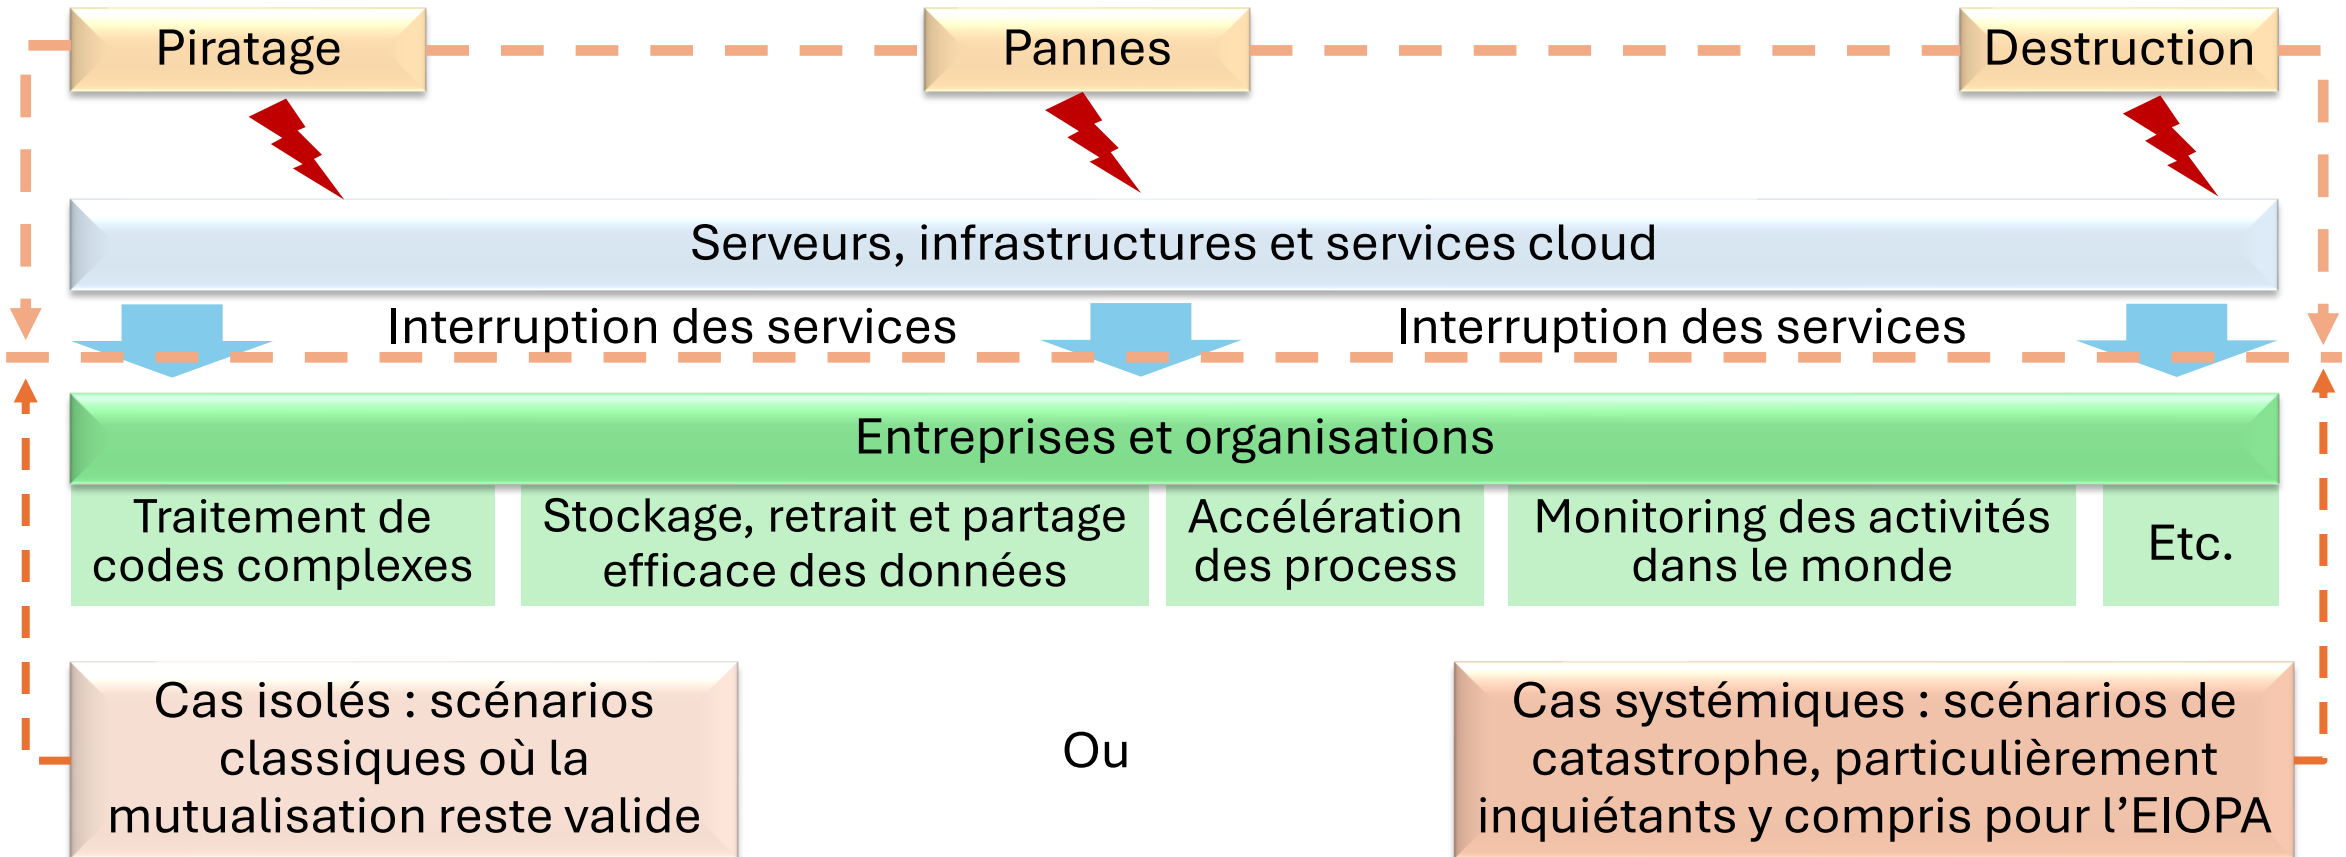 Piratage
Pannes
Destruction
Serveurs, infrastructures et services cloud
Interruption des services
Interruption des services
Entreprises et organisations
Traitement de
codes complexes
Stockage, retrait et partage
efficace des données
Accélération
des process
Monitoring des activités
dans le monde
Etc.
Cas isolés : scénarios
classiques où la
mutualisation reste valide
Ou
Cas systémiques : scénarios de
catastrophe, particulièrement
inquiétants y compris pour l’EIOPA